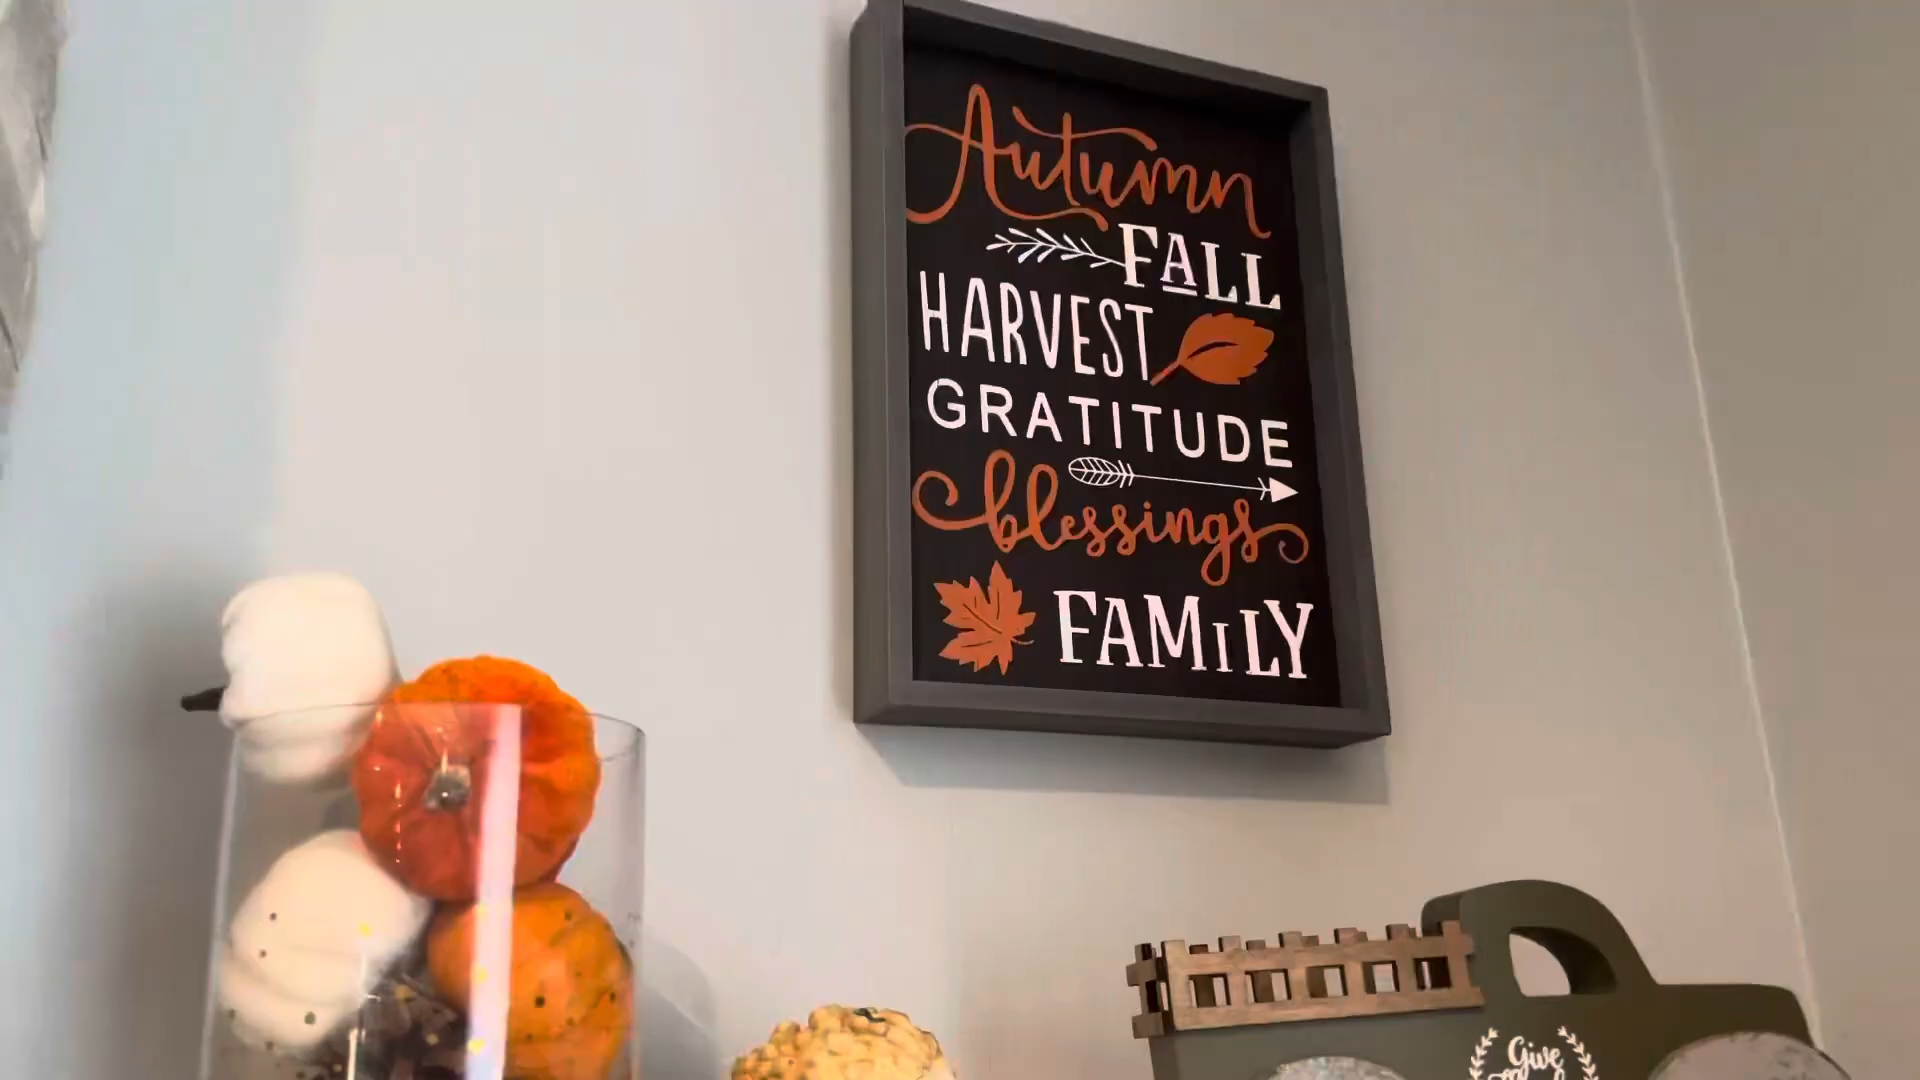 Autumn
FALL
HARVEST
GRATITUDE
blessings
FAMiLY
Give